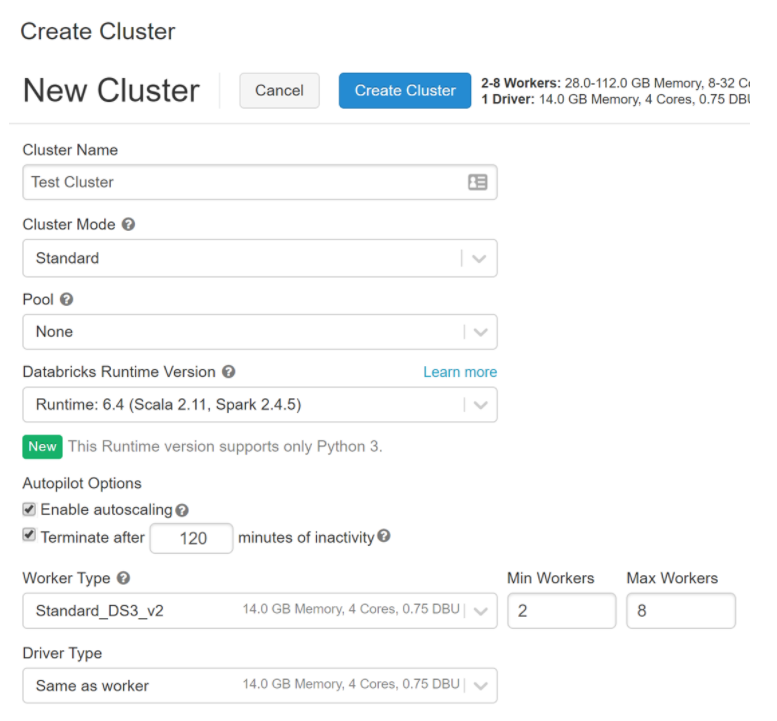 Create Cluster
New Cluster
Cancel
Create Cluster
2-8 Workers: 28.0-112.0 GB Memory, 8-32
1 Driver: 14.0 GB Memory, 4 Cores, 0.75 DBU
Cluster Name
Test Cluster
Cluster Mode
Standard
Pool
None
Databricks Runtime Version
Learn more
Runtime: 6.4 (Scala 2.11, Spark 2.4.5)
New This Runtime version supports only Python 3.
Autopilot Options
Enable autoscaling
Terminate after 120 minutes of inactivity
Worker Type
Min Workers
Max Workers
Standard_DS3_v2 14.0 GB Memory, 4 Cores, 0.75 DBU
2
8
Driver Type
Same as worker 14.0 GB Memory, 4 Cores, 0.75 DBU